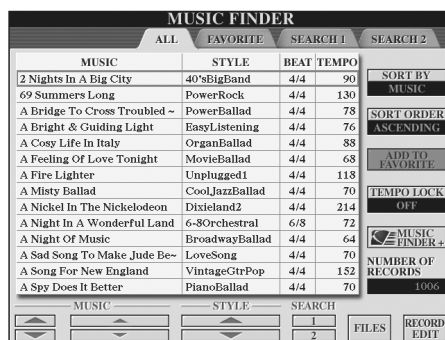 MUSIC FINDER
ALL FAVORITE SEARCH 1 SEARCH 2
MUSIC STYLE BEAT TEMPO
2 Nights In A Big City 40'sBigBand 4/4 90
69 Summers Long PowerRock 4/4 130
A Bridge To Cross Troubled ~ PowerBallad 4/4 78
A Bright & Guiding Light EasyListening 4/4 76
A Cosy Life In Italy OrganBallad 4/4 88
A Feeling Of Love Tonight MovieBallad 4/4 68
A Fire Lighter Unplugged1 4/4 118
A Misty Ballad CoolJazzBallad 4/4 70
A Nickel In The Nickelodeon Dixieland2 4/4 214
A Night In A Wonderful Land 6-8Orchestral 6/8 72
A Night Of Music BroadwayBallad 4/4 64
A Sad Song To Make Jude Be~ LoveSong 4/4 70
A Song For New England VintageGtrPop 4/4 152
A Spy Does It Better PianoBallad 4/4 70
SORT BY
MUSIC
SORT ORDER
ASCENDING
ADD TO
FAVORITE
TEMPO LOCK
OFF
MUSIC
FINDER +
NUMBER OF
RECORDS
1006
MUSIC STYLE SEARCH
1
2
FILES
RECORD
EDIT